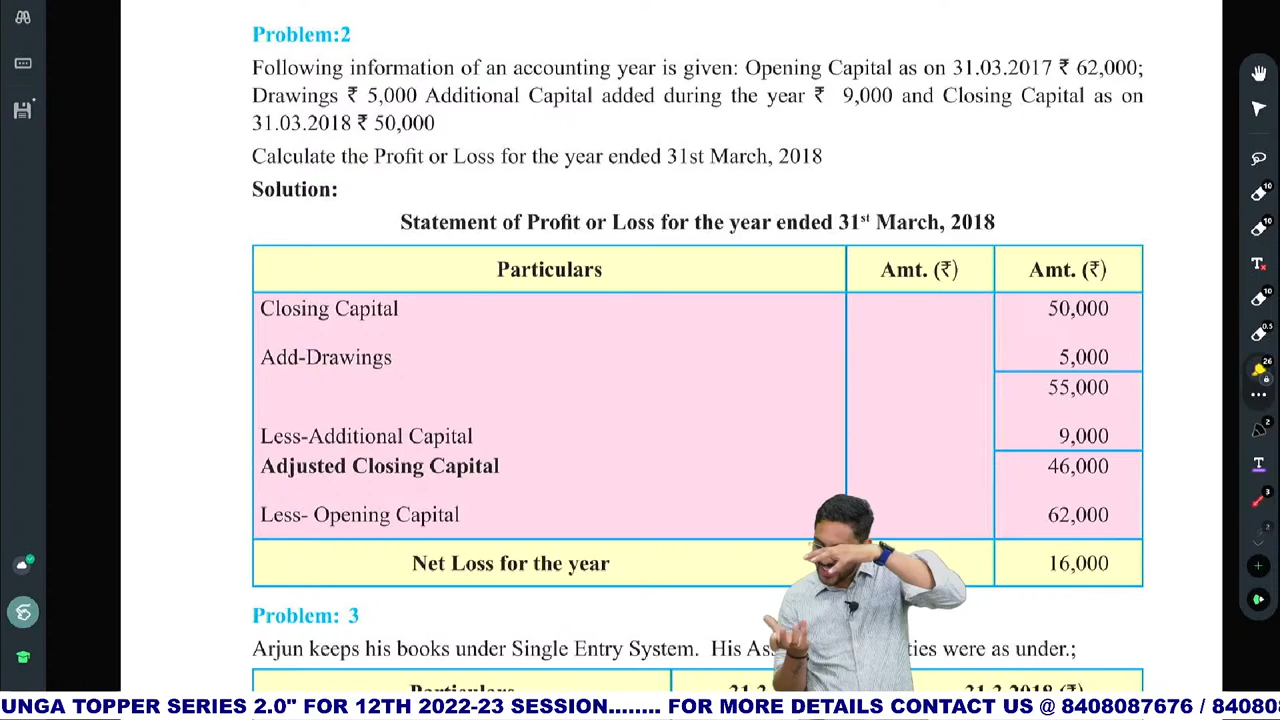 Problem:2
Following information of an accounting year is given: Opening Capital as on 31.03.2017 ₹ 62,000;
Drawings ₹ 5,000 Additional Capital added during the year ₹ 9,000 and Closing Capital as on
31.03.2018 ₹ 50,000
Calculate the Profit or Loss for the year ended 31st March, 2018
Solution:
Statement of Profit or Loss for the year ended 31st March, 2018
Particulars Amt. (₹) Amt. (₹)
Closing Capital 50,000
Add-Drawings 5,000
55,000
Less-Additional Capital 9,000
Adjusted Closing Capital 46,000
Less- Opening Capital 62,000
Net Loss for the year 16,000
Problem: 3
Arjun keeps his books under Single Entry System. His were as under.;
UNGA TOPPER SERIES 2.0" FOR 12TH 2022-23 SESSION........ FOR MORE DETAILS CONTACT US @ 8408087676 / 84080